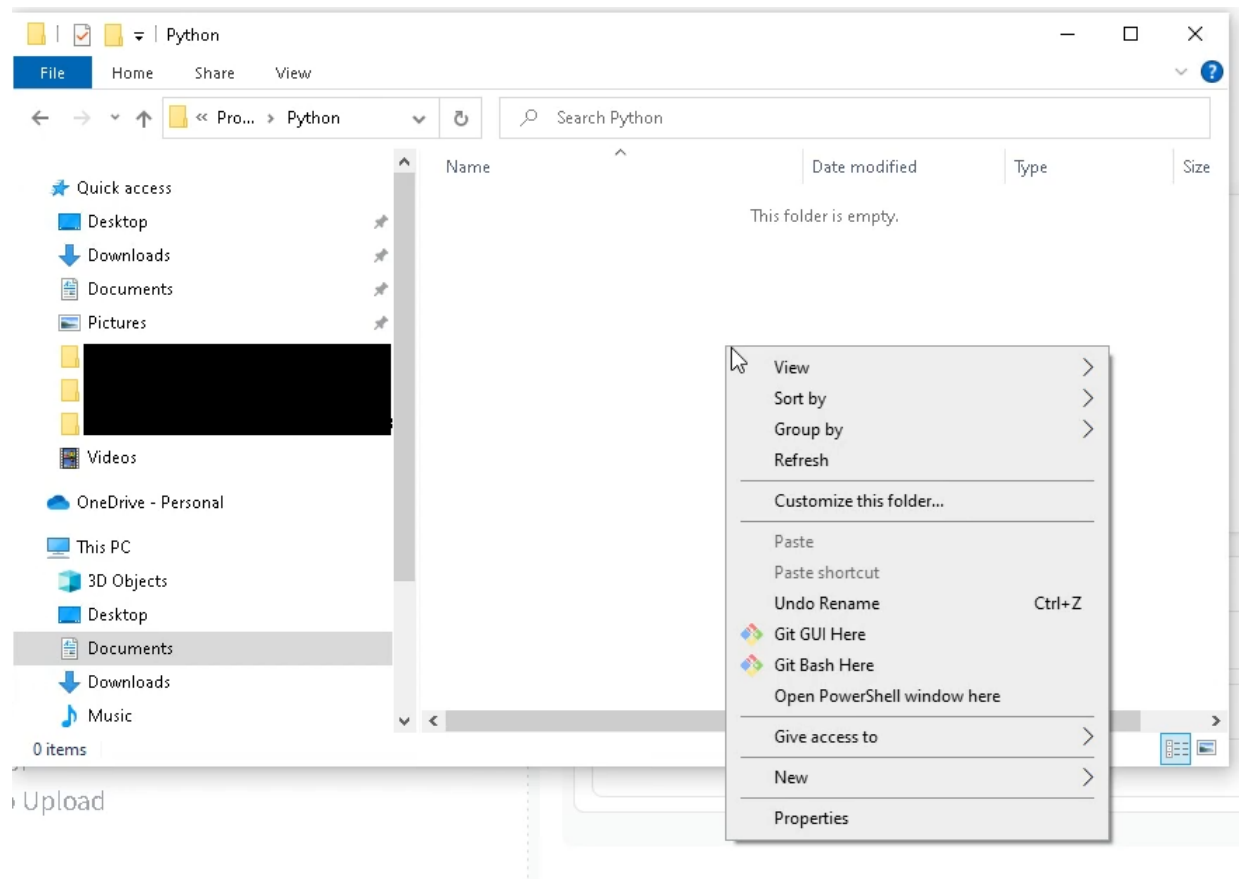 Python
File Home Share View
« Pro... > Python Search Python
Name Date modified Type Size
This folder is empty.
Quick access
Desktop
Downloads
Documents
Pictures
Videos
OneDrive - Personal
This PC
3D Objects
Desktop
Documents
Downloads
Music
0 items
View
Sort by
Group by
Refresh
Customize this folder...
Paste
Paste shortcut
Undo Rename Ctrl+Z
Git GUI Here
Git Bash Here
Open PowerShell window here
Give access to
New
Properties
Upload